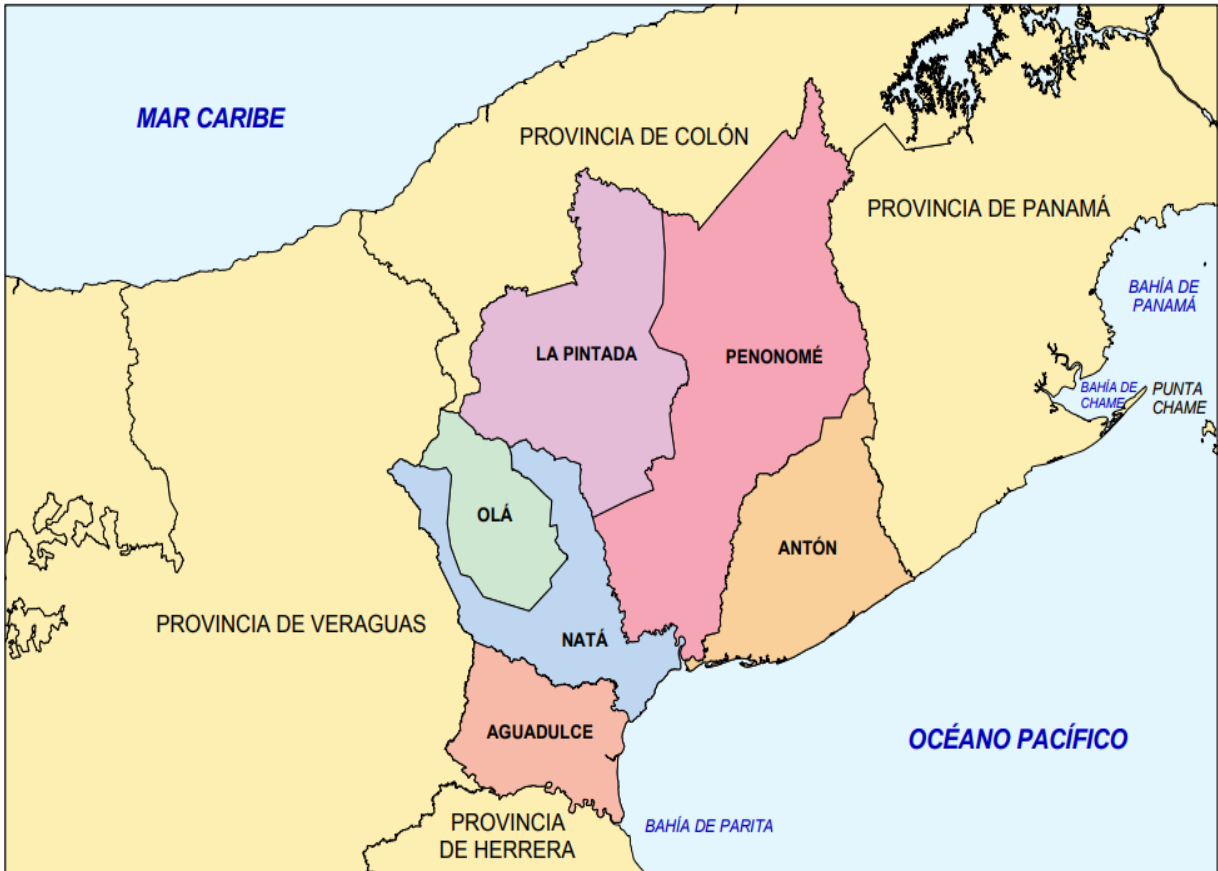 MAR CARIBE
PROVINCIA DE COLÓN
PROVINCIA DE PANAMÁ
BAHÍA DE
PANAMÁ
LA PINTADA
PENONOMÉ
BAHÍA DE
CHAME
PUNTA
CHAME
OLÁ
ANTÓN
PROVINCIA DE VERAGUAS
NATÁ
AGUADULCE
OCÉANO PACÍFICO
PROVINCIA
DE HERRERA
BAHÍA DE PARITA